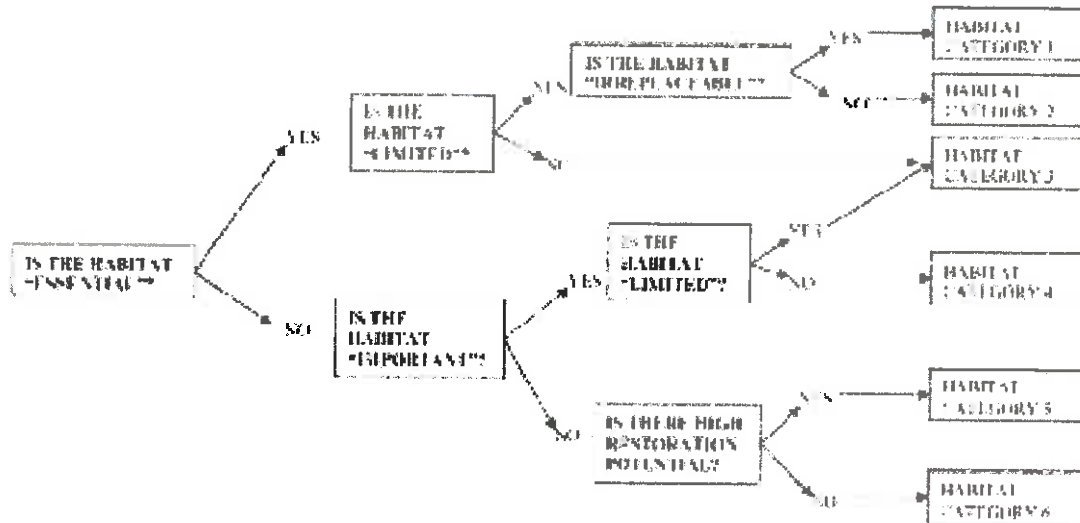 IS THE HABITAT
"ESSENTIAL"?
YES
NO
IS THE
HABITAT
"LIMITED"?
YES
NO
IS THE
HABITAT
"IMPORTANT"?
YES
NO
IS THE HABITAT
"IRREPLACEABLE"?
YES
NO
IS THE
HABITAT
"LIMITED"?
YES
NO
IS THERE HIGH
RESTORATION
POTENTIAL?
YES
NO
HABITAT
CATEGORY 1
HABITAT
CATEGORY 2
HABITAT
CATEGORY 3
HABITAT
CATEGORY 4
HABITAT
CATEGORY 5
HABITAT
CATEGORY 6